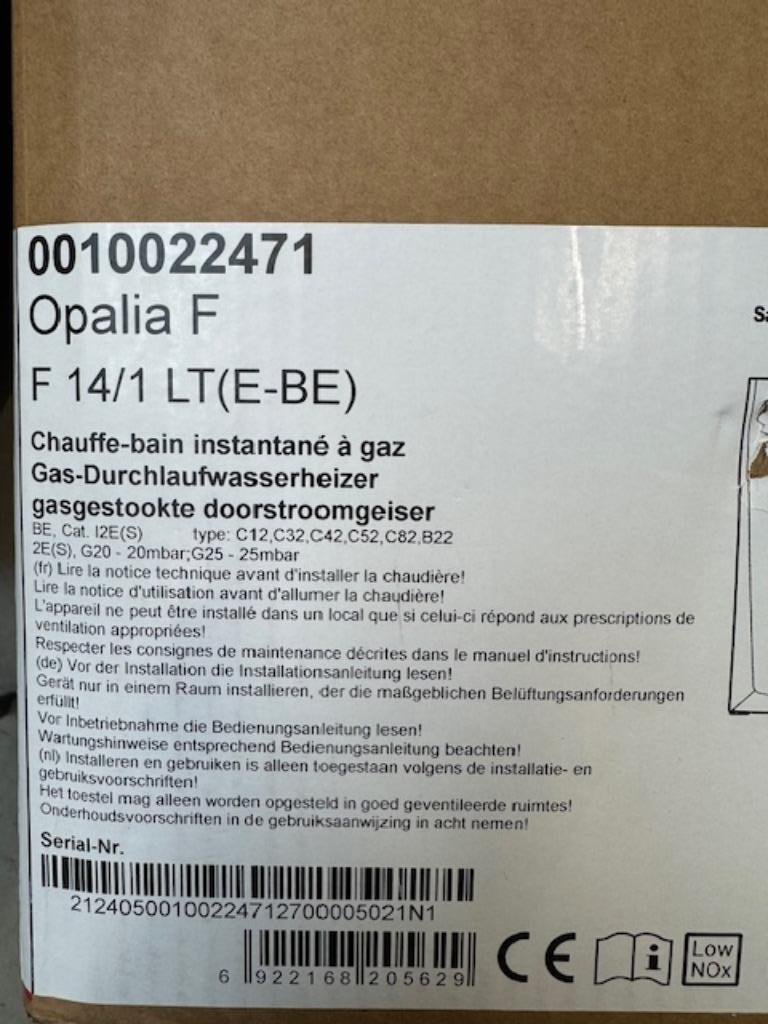 0010022471
Opalia F
F 14/1 LT(E-BE)
Chauffe-bain instantané à gaz
Gas-Durchlaufwasserheizer
gasgestookte doorstroomgeiser
BE, Cat. I2E(S) type: C12,C32,C42,C52,C82,B22
2E(S), G20 - 20mbar;G25 - 25mbar
(fr) Lire la notice technique avant d'installer la chaudière!
Lire la notice d'utilisation avant d'allumer la chaudière!
L'appareil ne peut être installé dans un local que si celui-ci répond aux prescriptions de
ventilation appropriées!
Respecter les consignes de maintenance décrites dans le manuel d'instructions!
(de) Vor der Installation die Installationsanleitung lesen!
Gerät nur in einem Raum installieren, der die maßgeblichen Belüftungsanforderungen
erfüllt!
Vor Inbetriebnahme die Bedienungsanleitung lesen!
Wartungshinweise entsprechend Bedienungsanleitung beachten!
(nl) Installeren en gebruiken is alleen toegestaan volgens de installatie- en
gebruiksvoorschriften!
Het toestel mag alleen worden opgesteld in goed geventileerde ruimtes!
Onderhoudsvoorschriften in de gebruiksaanwijzing in acht nemen!
Serial-Nr.
21240500100224712700005021N1
6 922168 205629
CE i Low
NOx